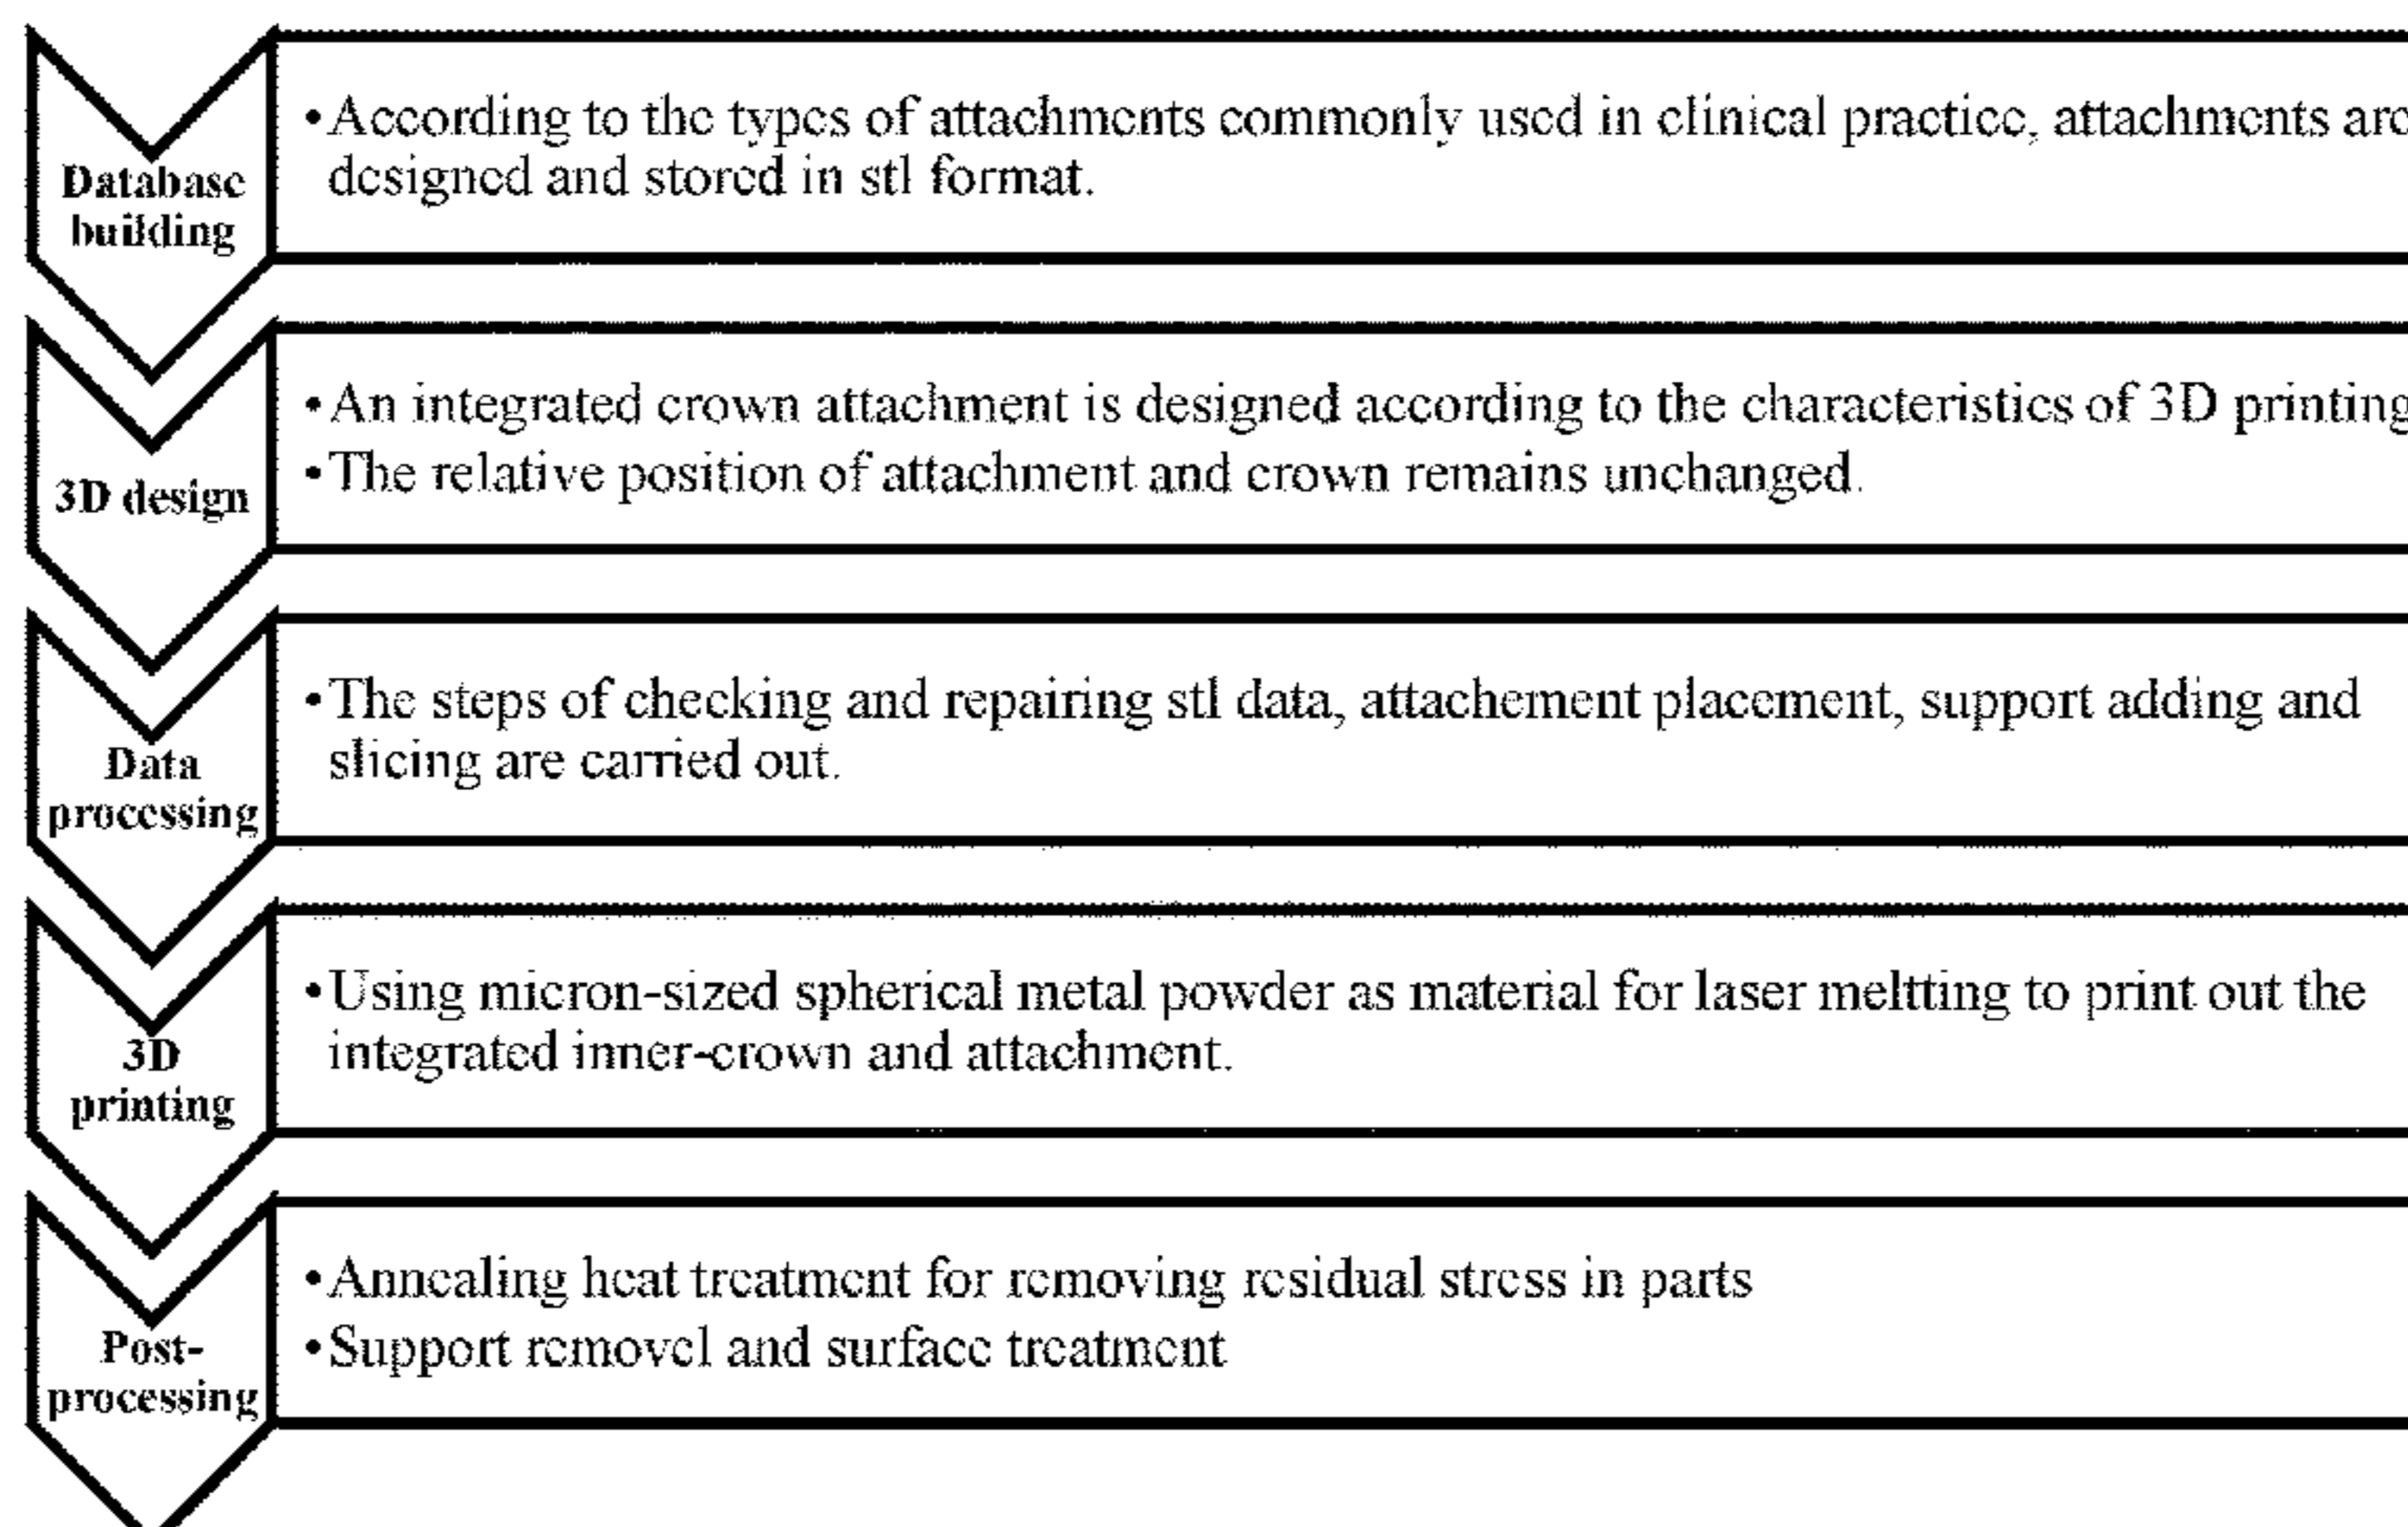 Database
building
•According to the types of attachments commonly used in clinical practice, attachments are
designed and stored in stl format.
3D design
•An integrated crown attachment is designed according to the characteristics of 3D printing
•The relative position of attachment and crown remains unchanged.
Data
processing
•The steps of checking and repairing stl data, attachement placement, support adding and
slicing are carried out.
3D
printing
•Using micron-sized spherical metal powder as material for laser meltting to print out the
integrated inner-crown and attachment.
Post-
processing
•Annealing heat treatment for removing residual stress in parts
•Support removel and surface treatment